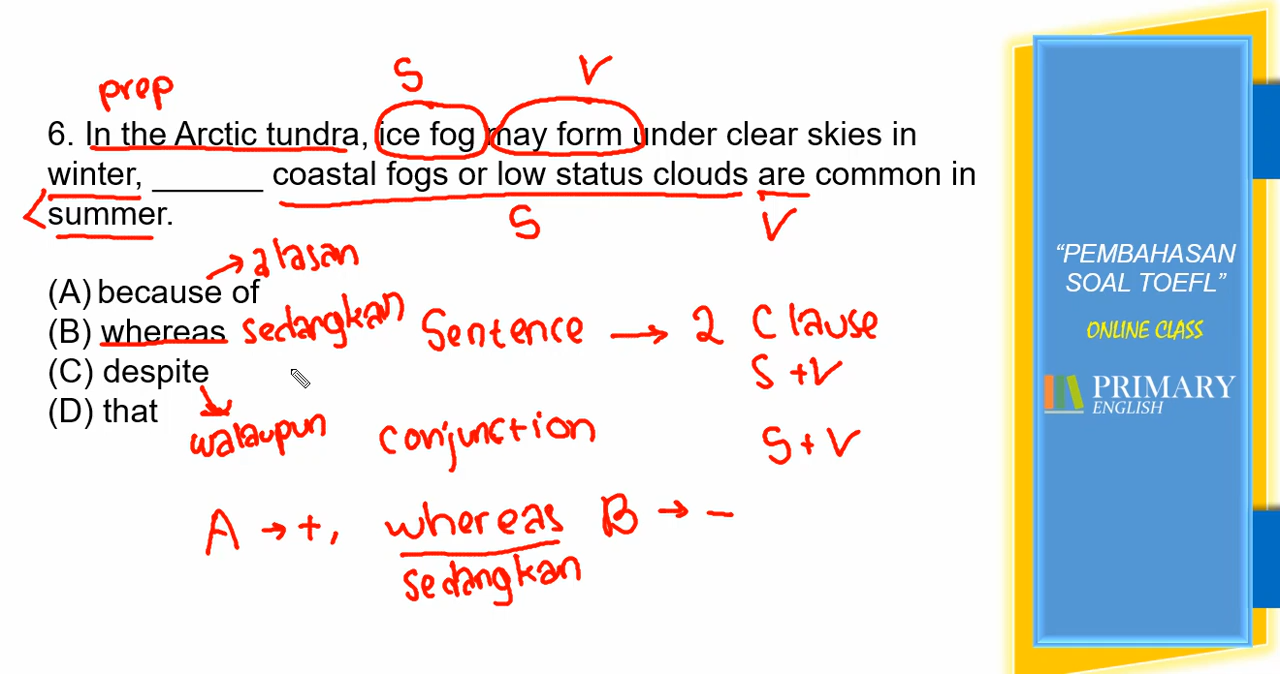 prep
S V
6. In the Arctic tundra, ice fog may form under clear skies in
winter, ______ coastal fogs or low status clouds are common in
summer.
S V
(A) because of
alasan
(B) whereas sedangkan
(C) despite
walaupun
(D) that
Sentence → 2 Clause
S + V
Conjunction
S + V
A → +, whereas B → –
sedangkan
“PEMBAHASAN
SOAL TOEFL”
ONLINE CLASS
PRIMARY
ENGLISH